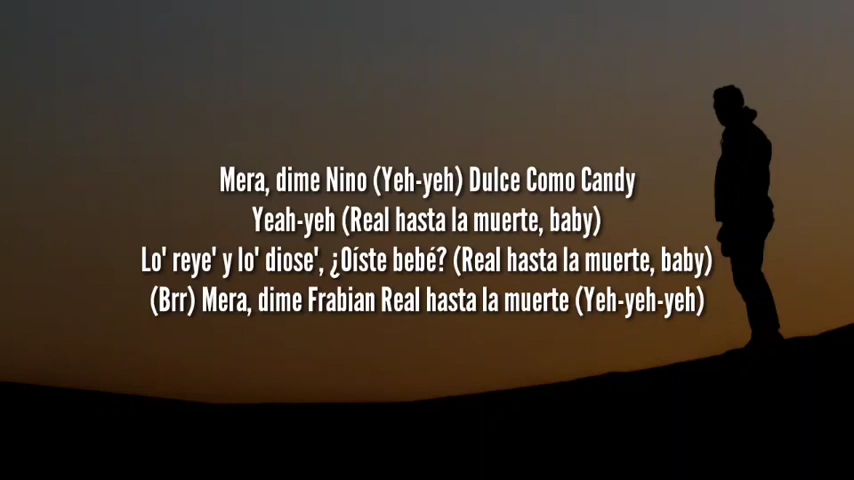 Mera, dime Nino (Yeh-yeh) Dulce Como Candy
Yeah-yeh (Real hasta la muerte, baby)
Lo' reye' y lo' diose', ¿Oíste bebé? (Real hasta la muerte, baby)
(Brr) Mera, dime Frabian Real hasta la muerte (Yeh-yeh-yeh)